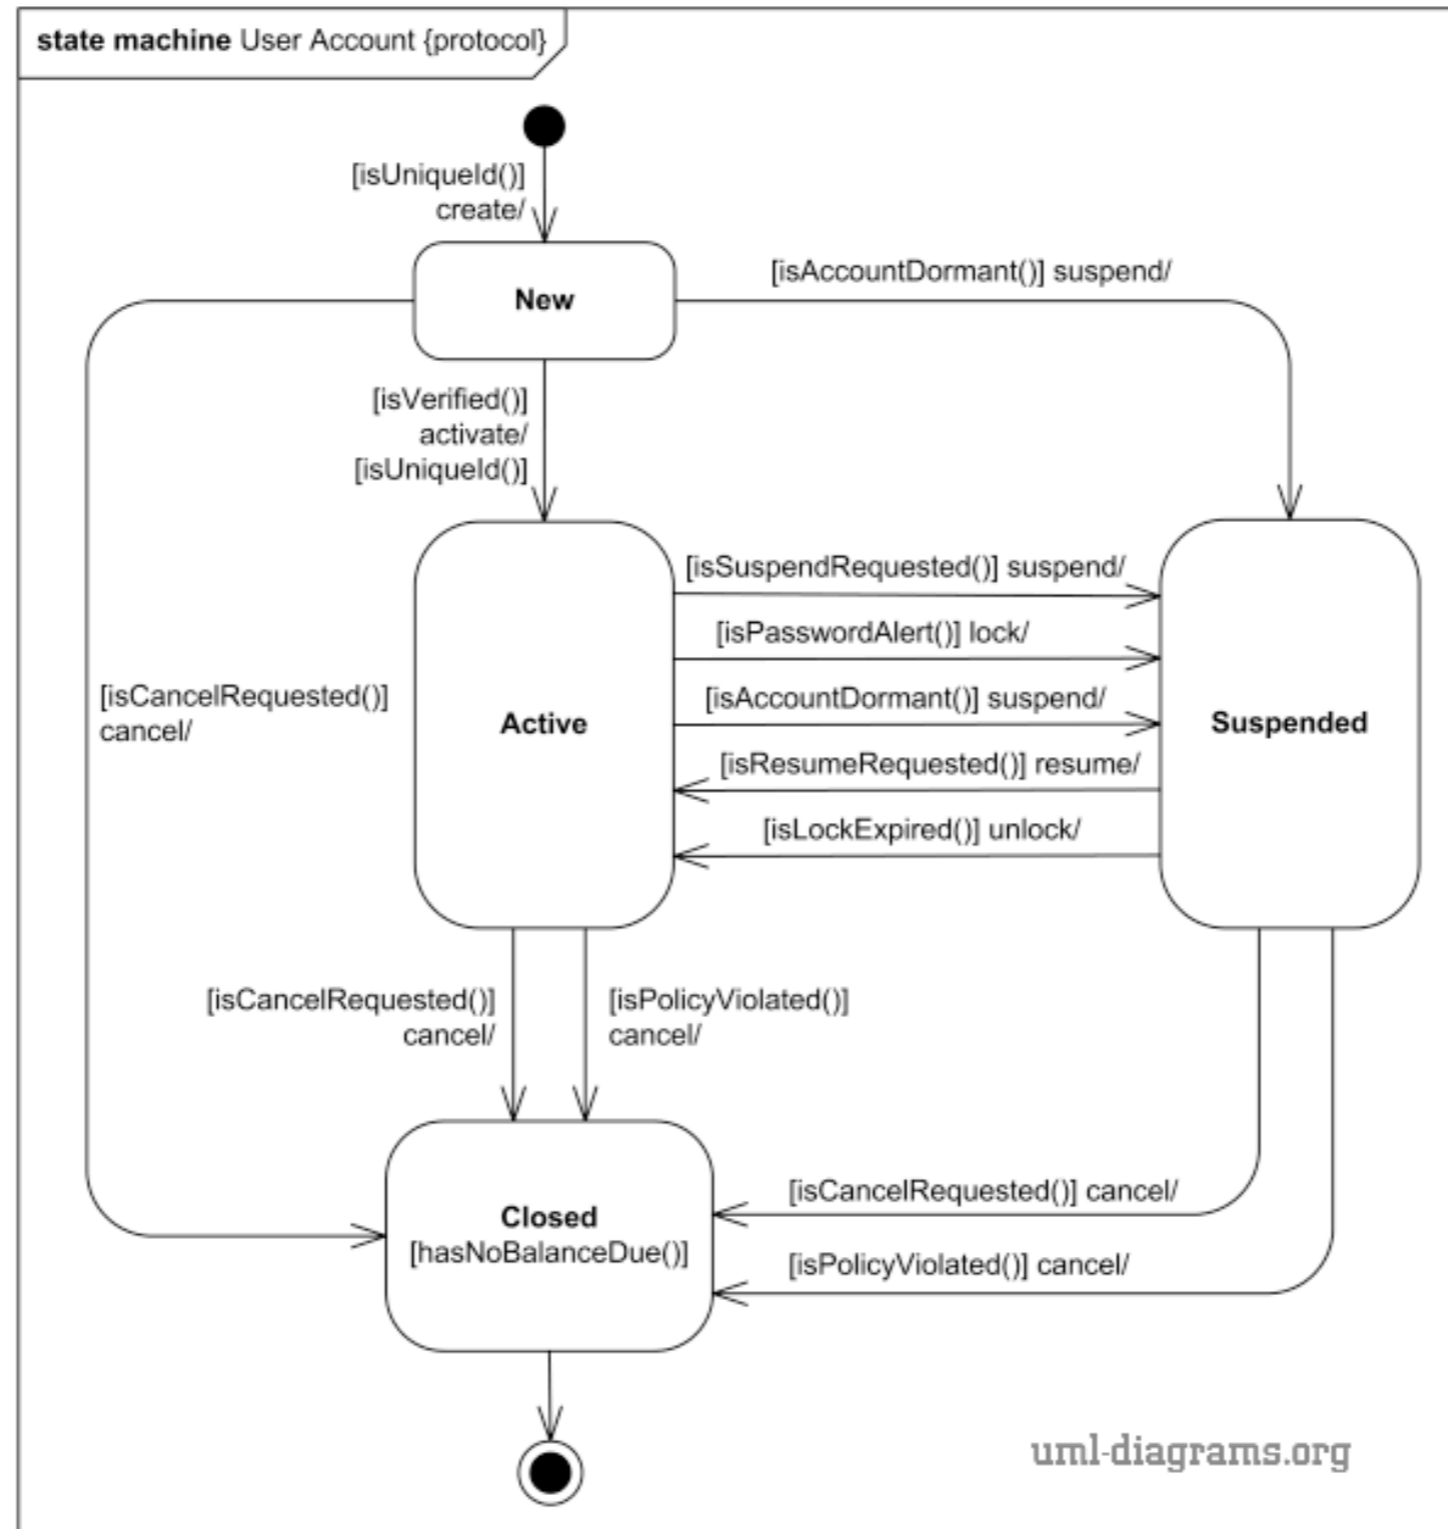 state machine User Account {protocol}
[isUniqueId()]
create/
New
[isAccountDormant()] suspend/
[isVerified()]
activate/
[isUniqueId()]
[isSuspendRequested()] suspend/
[isPasswordAlert()] lock/
[isCancelRequested()]
cancel/
Active
[isAccountDormant()] suspend/
Suspended
[isResumeRequested()] resume/
[isLockExpired()] unlock/
[isCancelRequested()]
cancel/
[isPolicyViolated()]
cancel/
Closed
[hasNoBalanceDue()]
[isCancelRequested()] cancel/
[isPolicyViolated()] cancel/
uml-diagrams.org